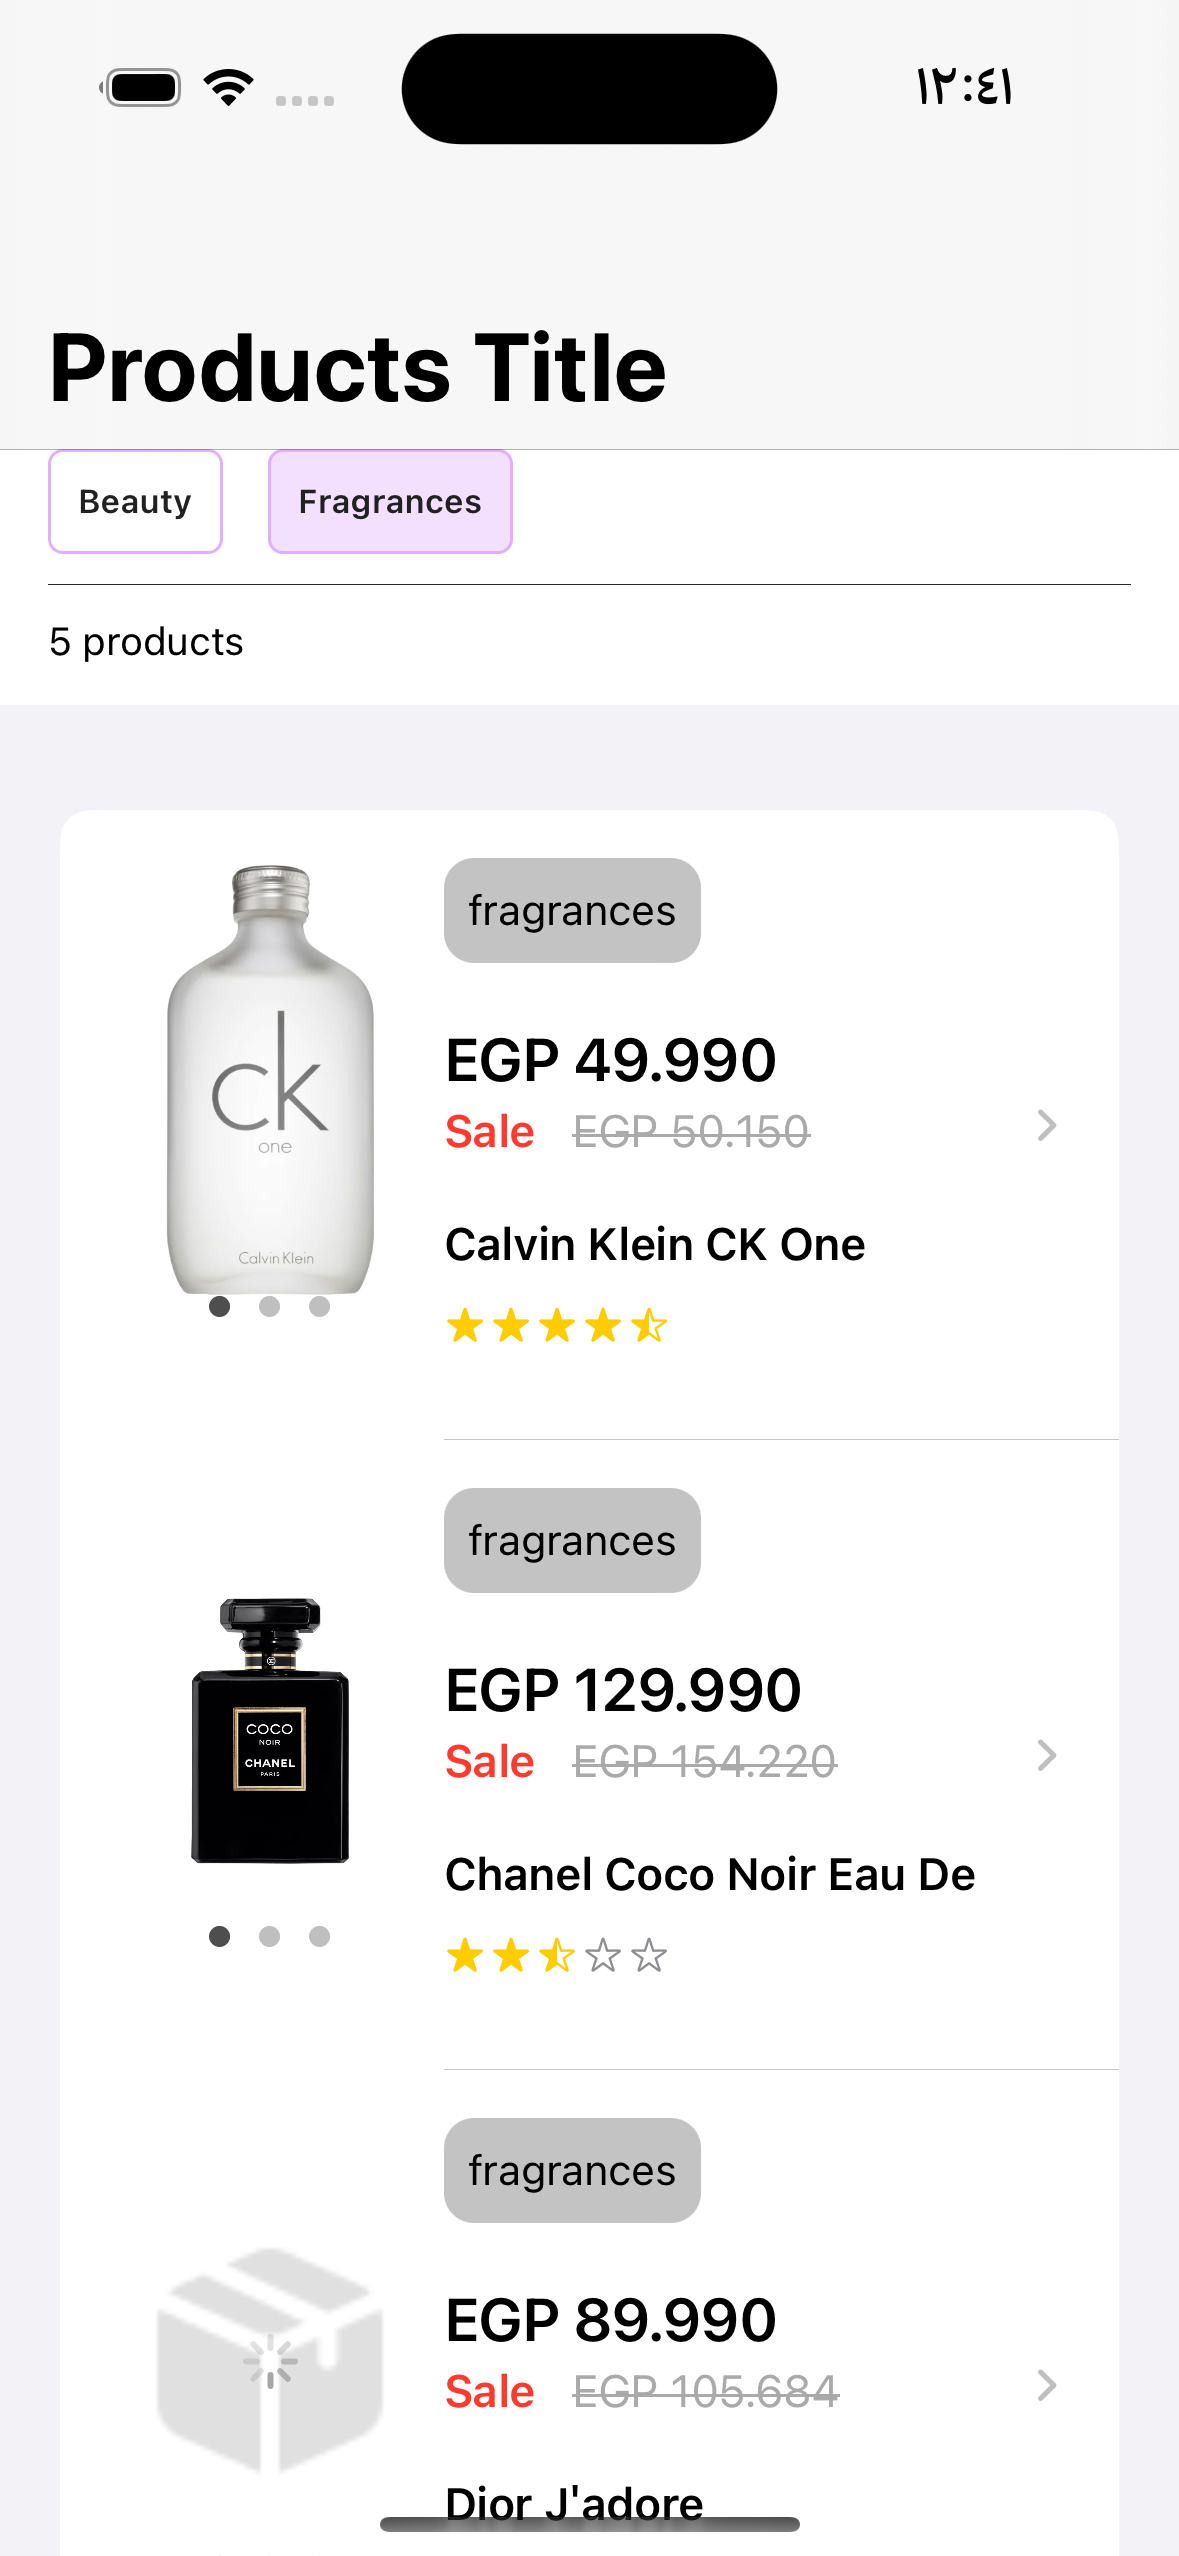 ١٢:٤١
Products Title
Beauty
Fragrances
5 products
fragrances
EGP 49.990
Sale EGP 50.150
Calvin Klein CK One
ck
one
Calvin Klein
fragrances
EGP 129.990
Sale EGP 154.220
Chanel Coco Noir Eau De
COCO
NOIR
CHANEL
PARIS
fragrances
EGP 89.990
Sale EGP 105.684
Dior J'adore